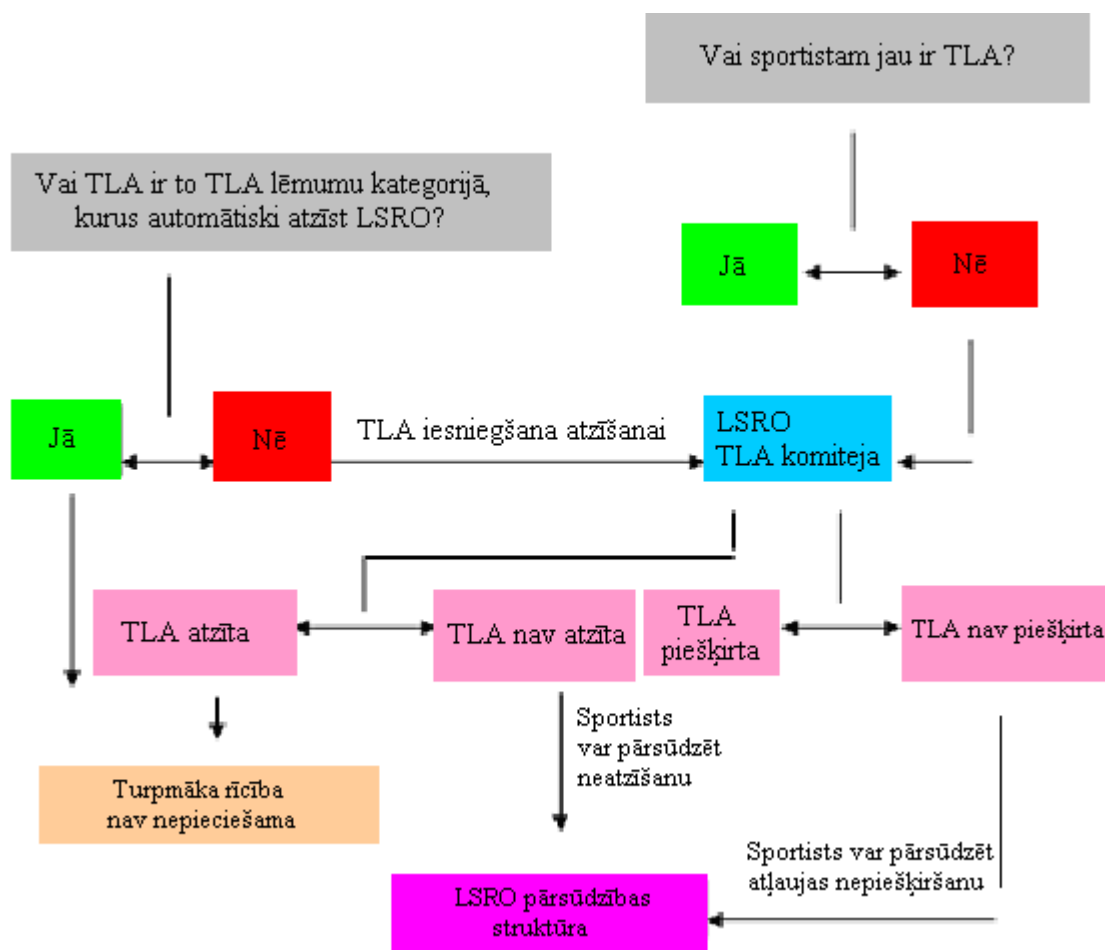 Vai sportistam jau ir TLA?
Vai TLA ir to TLA lēmumu kategorijā,
kurus automātiski atzīst LSRO?
Jā
Nē
Jā
Nē
TLA iesniegšana atzīšanai
LSRO
TLA komiteja
TLA atzīta
TLA nav atzīta
TLA
piešķirta
TLA nav piešķirta
Sportists
var pārsūdzēt
neatzīšanu
Turpmāka rīcība
nav nepieciešama
Sportists var pārsūdzēt
atļaujas nepiešķiršanu
LSRO pārsūdzības
struktūra